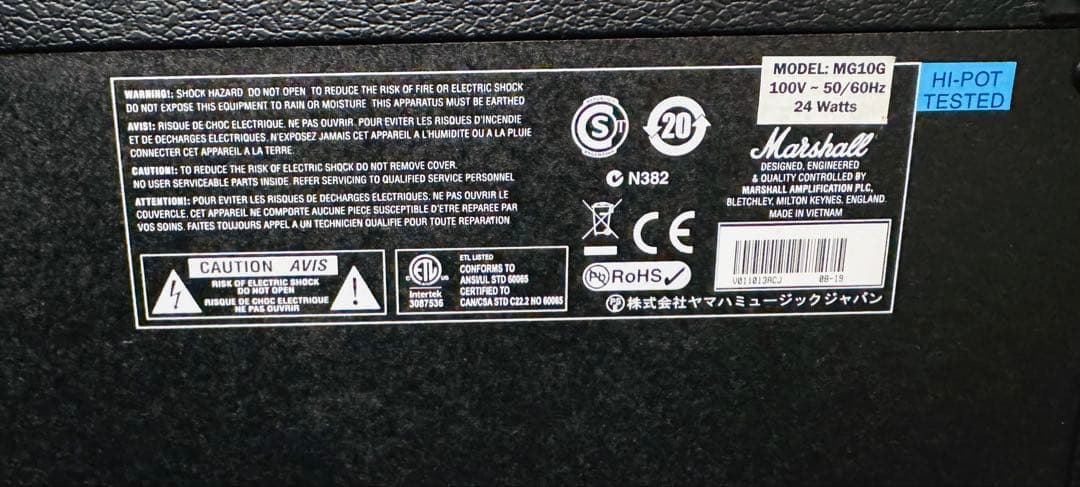 WARNING!: SHOCK HAZARD DO NOT OPEN TO REDUCE THE RISK OF FIRE OR ELECTRIC SHOCK
DO NOT EXPOSE THIS EQUIPMENT TO RAIN OR MOISTURE THIS APPARATUS MUST BE EARTHED
AVIS!: RISQUE DE CHOC ELECTRIQUE, NE PAS OUVRIR. POUR EVITER LES RISQUES D'INCENDIE
ET DE DECHARGES ELECTRIQUES, N'EXPOSEZ JAMAIS CET APPAREIL A L'HUMIDITE OU A LA PLUIE
CONNECTER CET APPAREIL A LA TERRE.
CAUTION!: TO REDUCE THE RISK OF ELECTRIC SHOCK DO NOT REMOVE COVER.
NO USER SERVICEABLE PARTS INSIDE. REFER SERVICING TO QUALIFIED SERVICE PERSONNEL
ATTENTION!: POUR EVITER LES RISQUES DE DECHARGES ELECTRIQUES: NE PAS OUVRIR LE
COUVERCLE. CET APPAREIL NE COMPORTE AUCUNE PIECE SUSCEPTIBLE D'ETRE REPAREE PAR
VOS SOINS. FAITES TOUJOURS APPEL A UN TECHNICIEN QUALIFIE POUR TOUTE REPARATION
CAUTION AVIS
RISK OF ELECTRIC SHOCK
DO NOT OPEN
RISQUE DE CHOC ELECTRIQUE
NE PAS OUVRIR
ETL
US
Intertek
3087536
ETL LISTED
CONFORMS TO
ANSI/UL STD 60065
CERTIFIED TO
CAN/CSA STD C22.2 NO 60065
S
20
N382
CE
Pb RoHS
MODEL: MG10G
100V ~ 50/60Hz
24 Watts
HI-POT
TESTED
Marshall
DESIGNED, ENGINEERED
& QUALITY CONTROLLED BY
MARSHALL AMPLIFICATION PLC,
BLETCHLEY, MILTON KEYNES. ENGLAND.
MADE IN VIETNAM
08-19
株式会社ヤマハミュージックジャパン